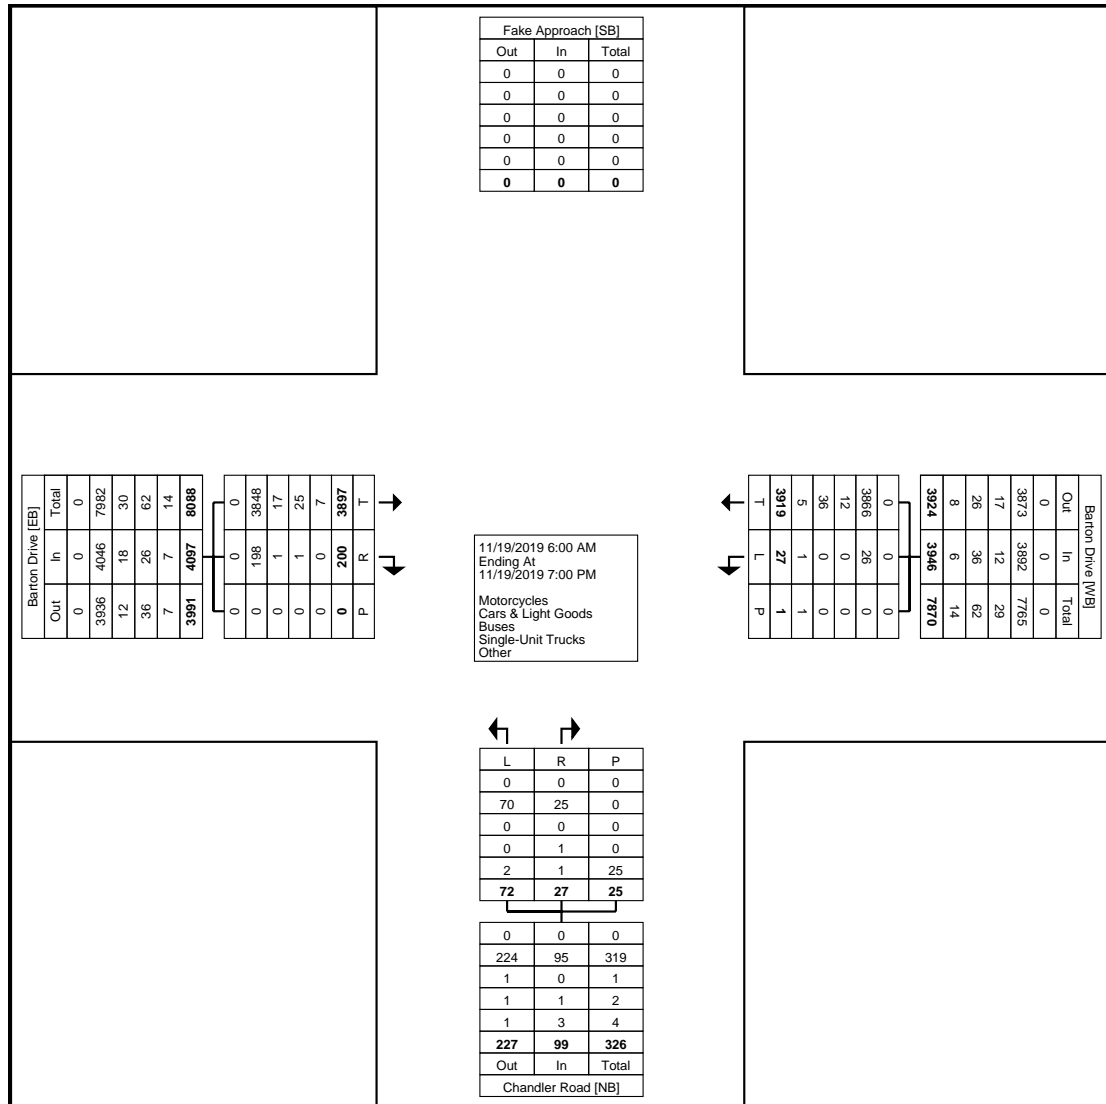 Fake Approach [SB]
Out In Total
0 0 0
0 0 0
0 0 0
0 0 0
0 0 0
0 0 0
Barton Drive [EB]
Total In Out
0 0 0
7982 4046 3936
30 18 12
62 26 36
14 7 7
8088 4097 3991
0 0 0
3848 198 0
17 1 0
25 1 0
7 0 0
3897 200 0
T R P
11/19/2019 6:00 AM
Ending At
11/19/2019 7:00 PM
Motorcycles
Cars & Light Goods
Buses
Single-Unit Trucks
Other
Barton Drive [WB]
Out In Total
0 0 0
3873 3892 7765
17 12 29
26 36 62
8 6 14
3924 3946 7870
0 0 0
3866 26 0
12 0 0
36 0 0
5 1 1
3919 27 1
T L P
L R P
0 0 0
70 25 0
0 0 0
0 1 0
2 1 25
72 27 25
0 0 0
224 95 319
1 0 1
1 1 2
1 3 4
227 99 326
Out In Total
Chandler Road [NB]